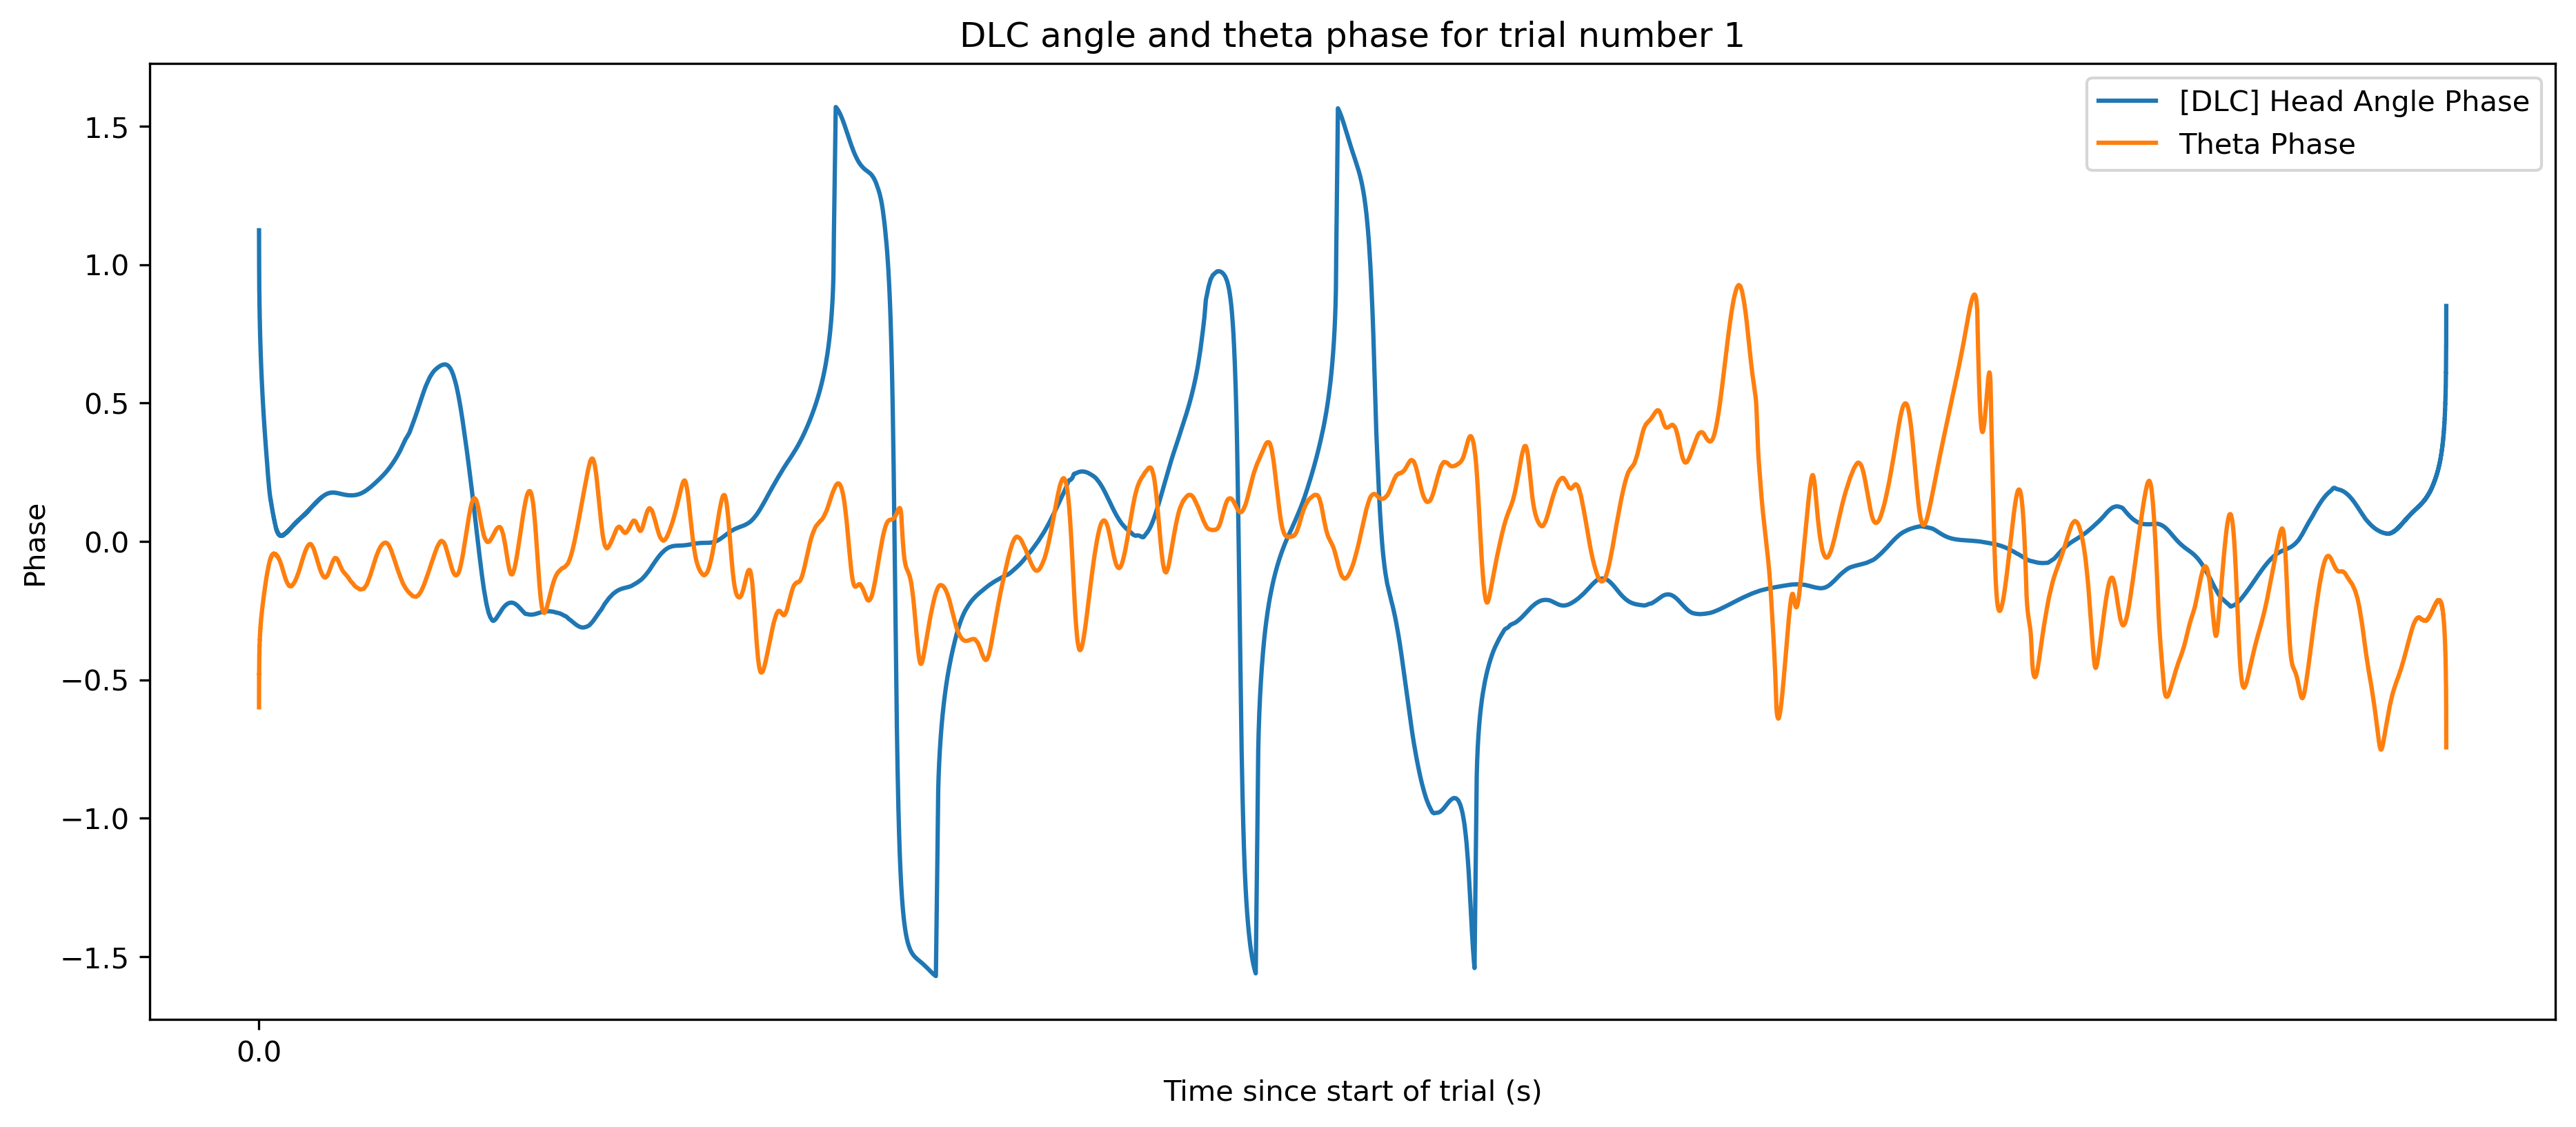 DLC angle and theta phase for trial number 1
[DLC] Head Angle Phase
Theta Phase
1.5
1.0
0.5
0.0
−0.5
−1.0
−1.5
Phase
0.0
Time since start of trial (s)